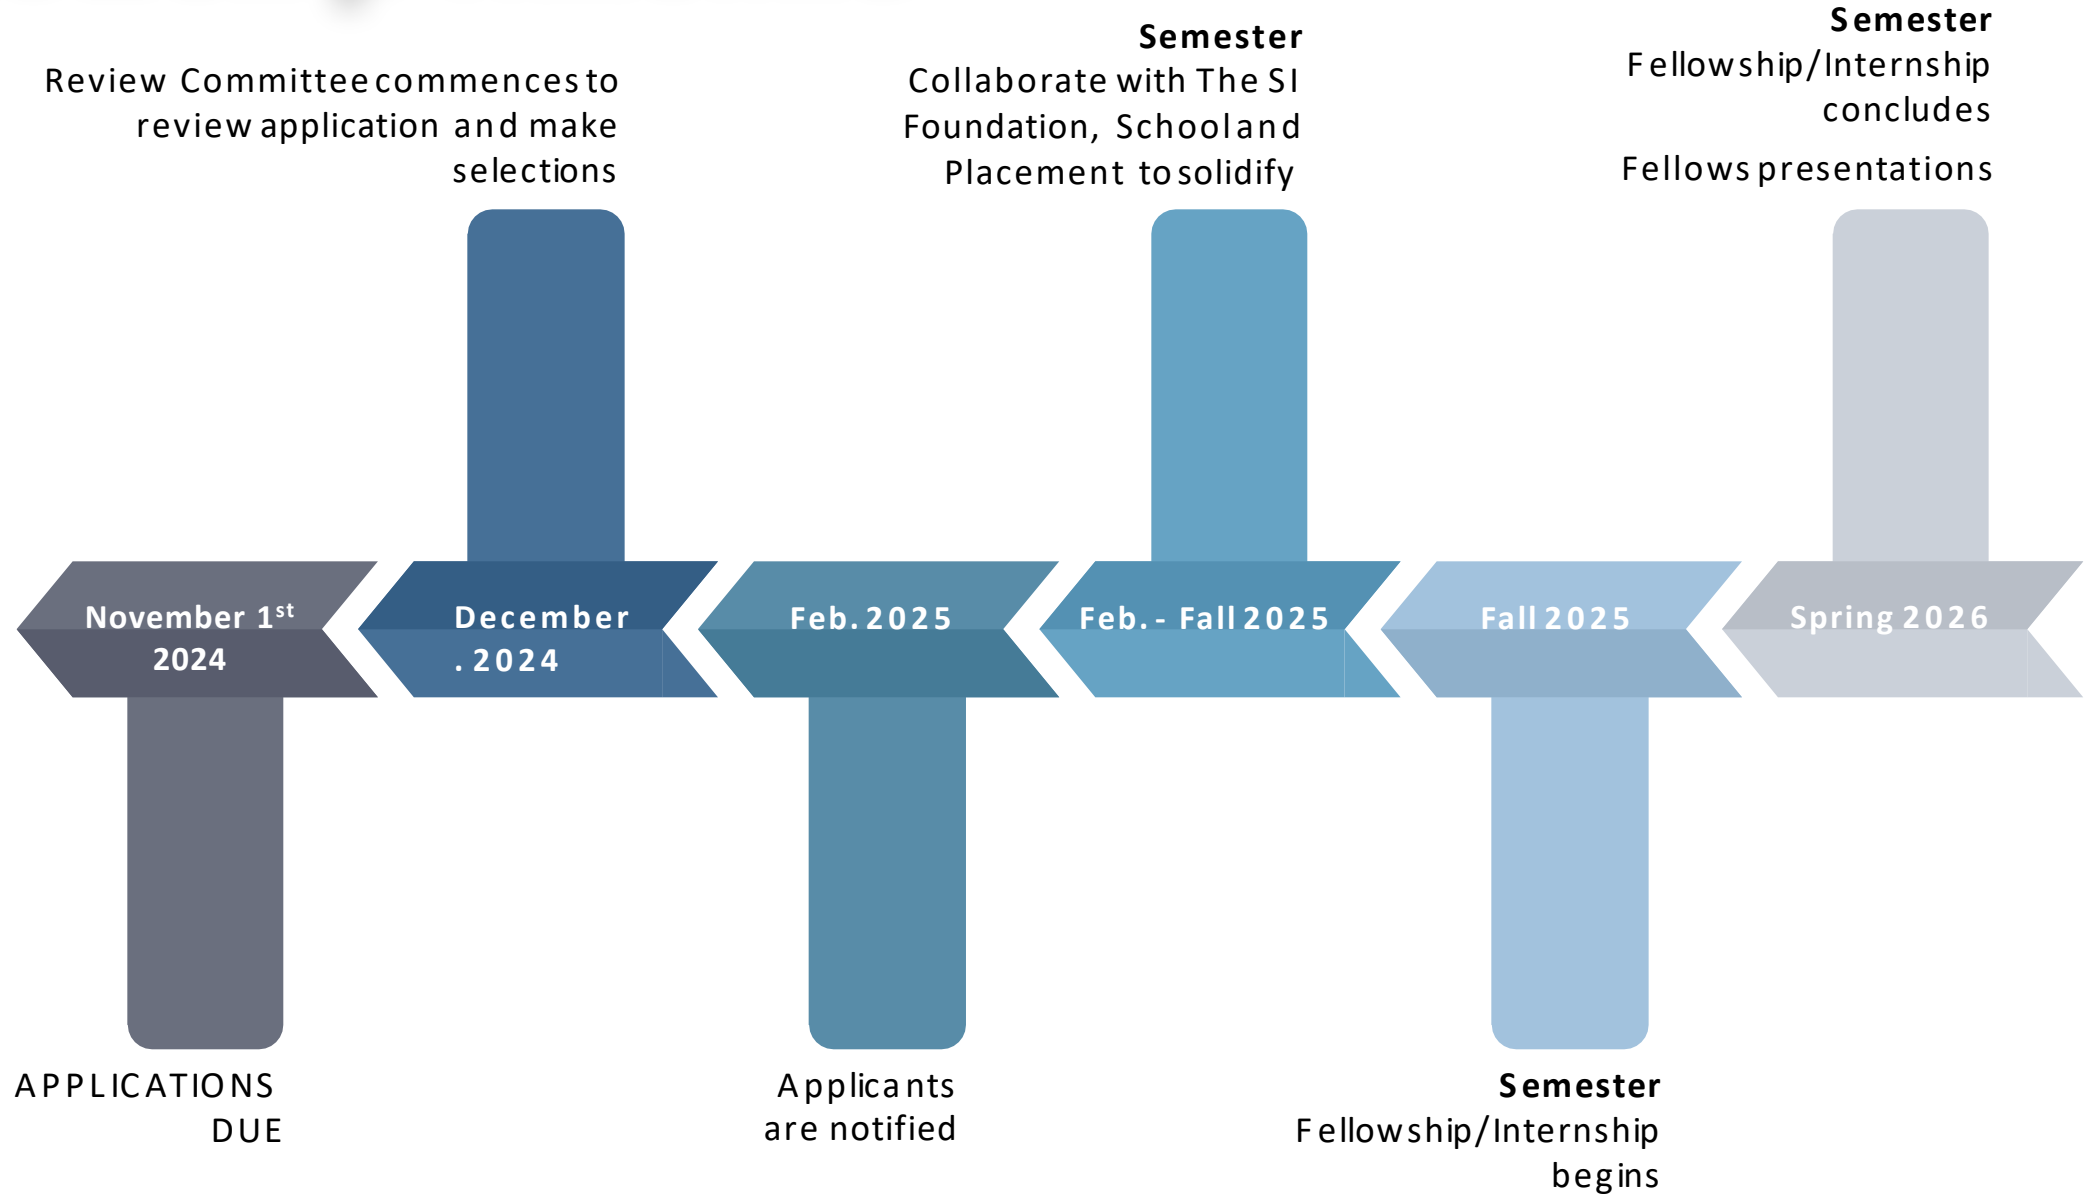 Review Committee commences to
review application and make
selections
Semester
Collaborate with The SI
Foundation, School and
Placement to solidify
Semester
Fellowship/Internship
concludes
Fellows presentations
November 1st
2024
December
. 2024
Feb. 2025
Feb. - Fall 2025
Fall 2025
Spring 2026
APPLICATIONS
DUE
Applicants
are notified
Semester
Fellowship/Internship
begins